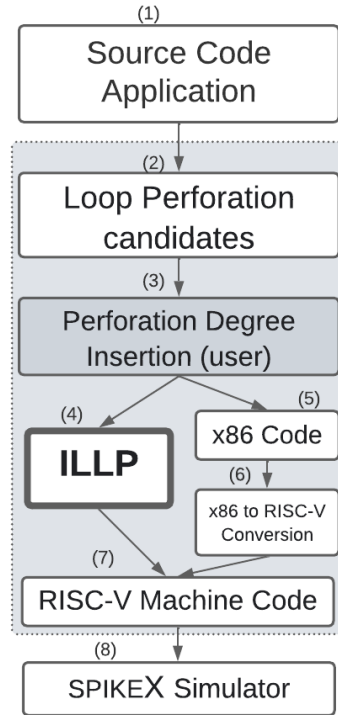 (1)
Source Code
Application
(2)
Loop Perforation
candidates
(3)
Perforation Degree
Insertion (user)
(4)
ILLP
(5)
x86 Code
(6)
x86 to RISC-V
Conversion
(7)
RISC-V Machine Code
(8)
SPIKEX Simulator